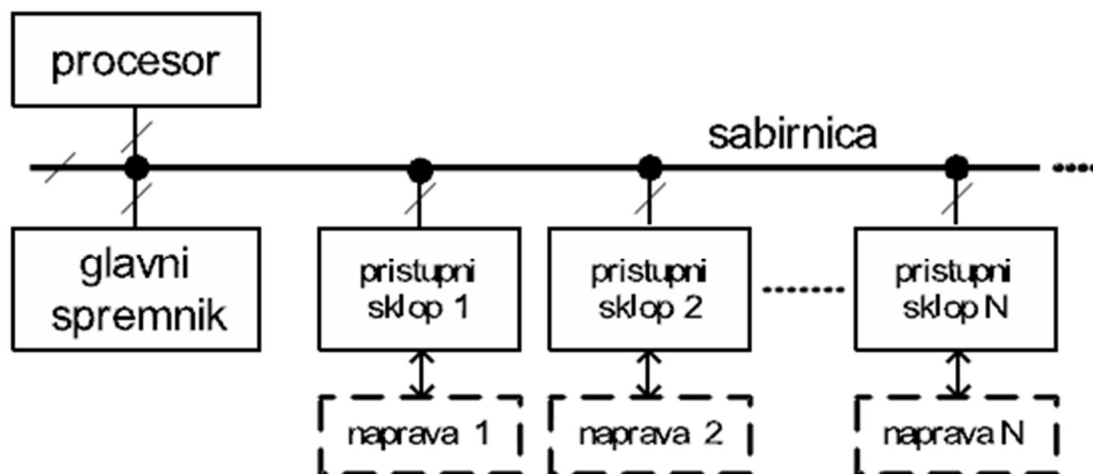 procesor
sabirnica
glavni
spremnik
pristupni
sklop 1
pristupni
sklop 2
pristupni
sklop N
naprava 1
naprava 2
naprava N